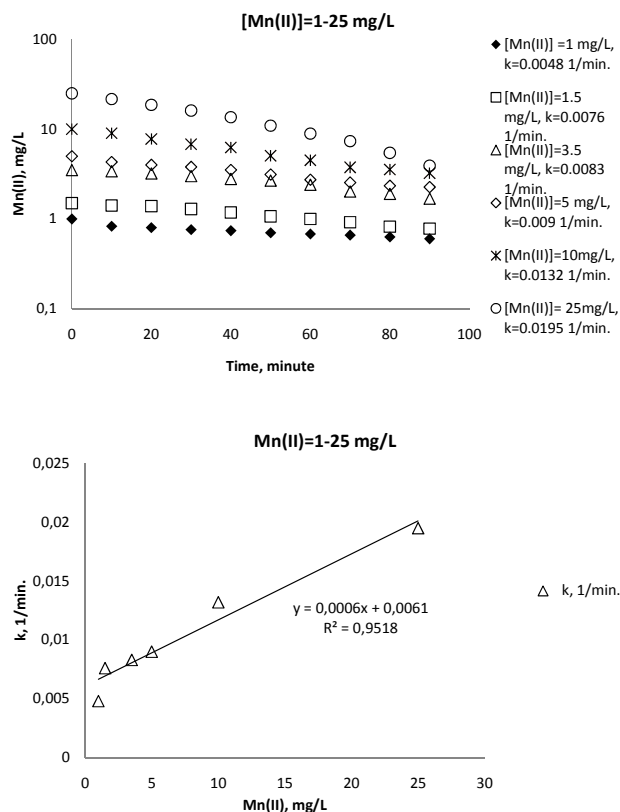 [Mn(II)]=1-25 mg/L
100
10
1
0,1
Mn(II), mg/L
0
20
40
60
80
100
Time, minute
[Mn(II)] =1 mg/L,
k=0.0048 1/min.
[Mn(II)]=1.5
mg/L, k=0.0076
1/min.
[Mn(II)]=3.5
mg/L, k=0.0083
1/min.
[Mn(II)]=5 mg/L,
k=0.009 1/min.
[Mn(II)]=10mg/L,
k=0.0132 1/min.
[Mn(II)]= 25mg/L,
k=0.0195 1/min.
Mn(II)=1-25 mg/L
0,025
0,02
0,015
0,01
0,005
0
k, 1/min.
y = 0,0006x + 0,0061
R² = 0,9518
k, 1/min.
0
5
10
15
20
25
30
Mn(II), mg/L